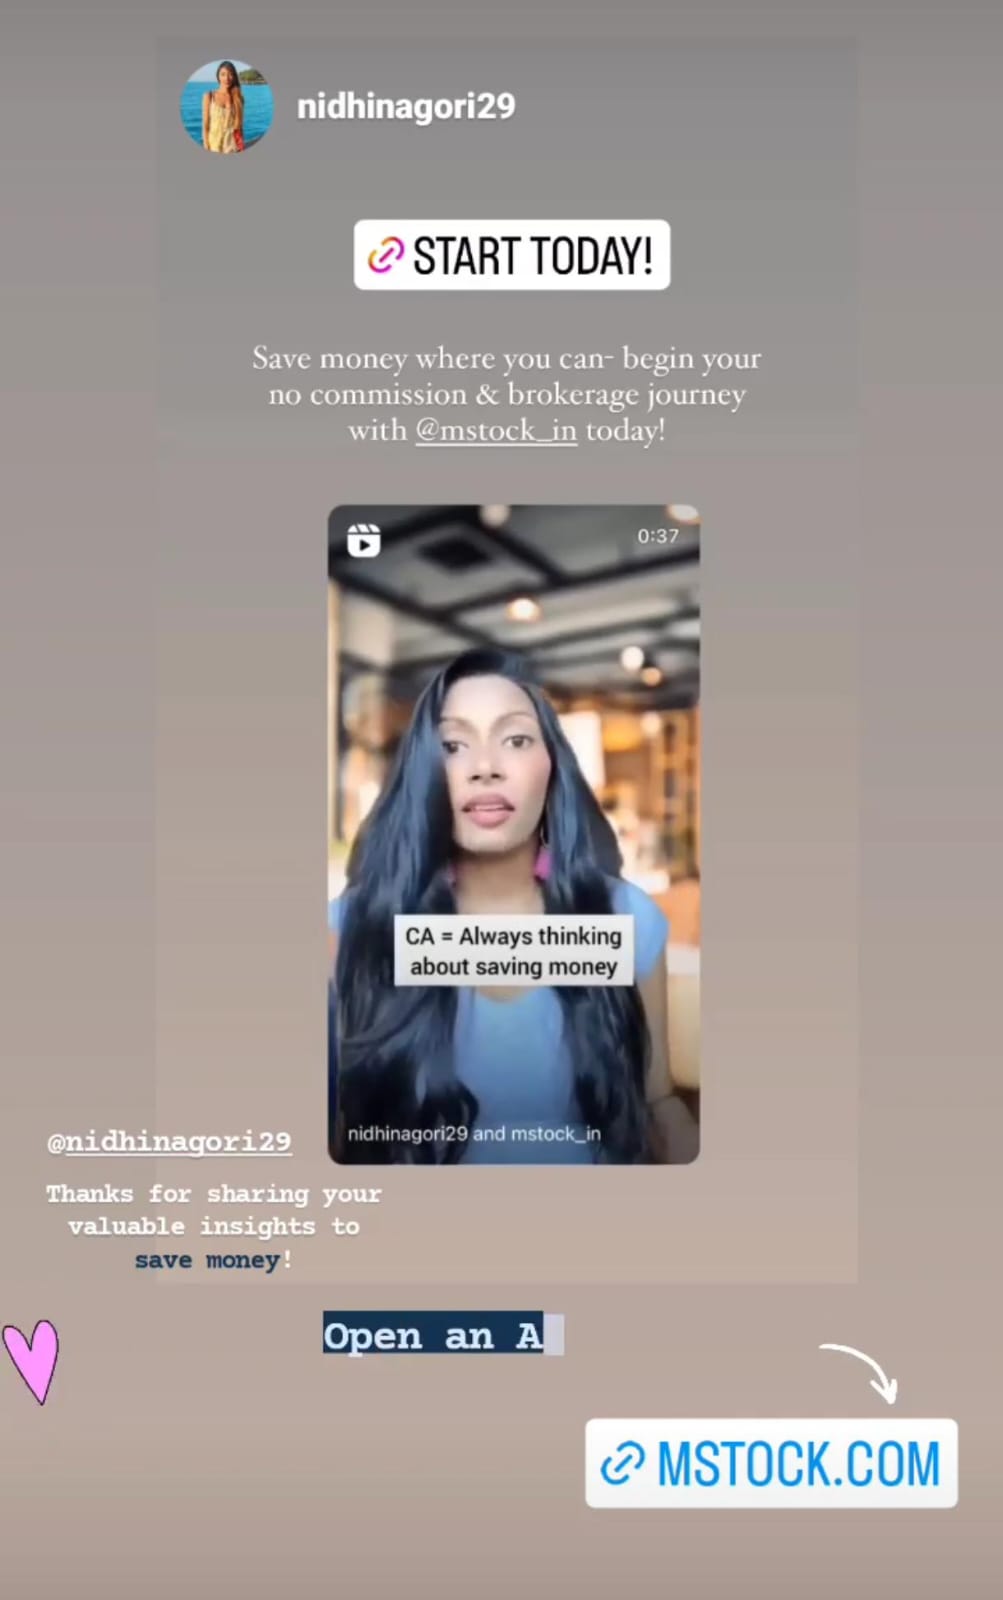 nidhinagori29
START TODAY!
Save money where you can- begin your
no commission & brokerage journey
with @mstock_in today!
0:37
CA = Always thinking
about saving money
nidhinagori29 and mstock_in
@nidhinagori29
Thanks for sharing your
valuable insights to
save money!
Open an A
MSTOCK.COM